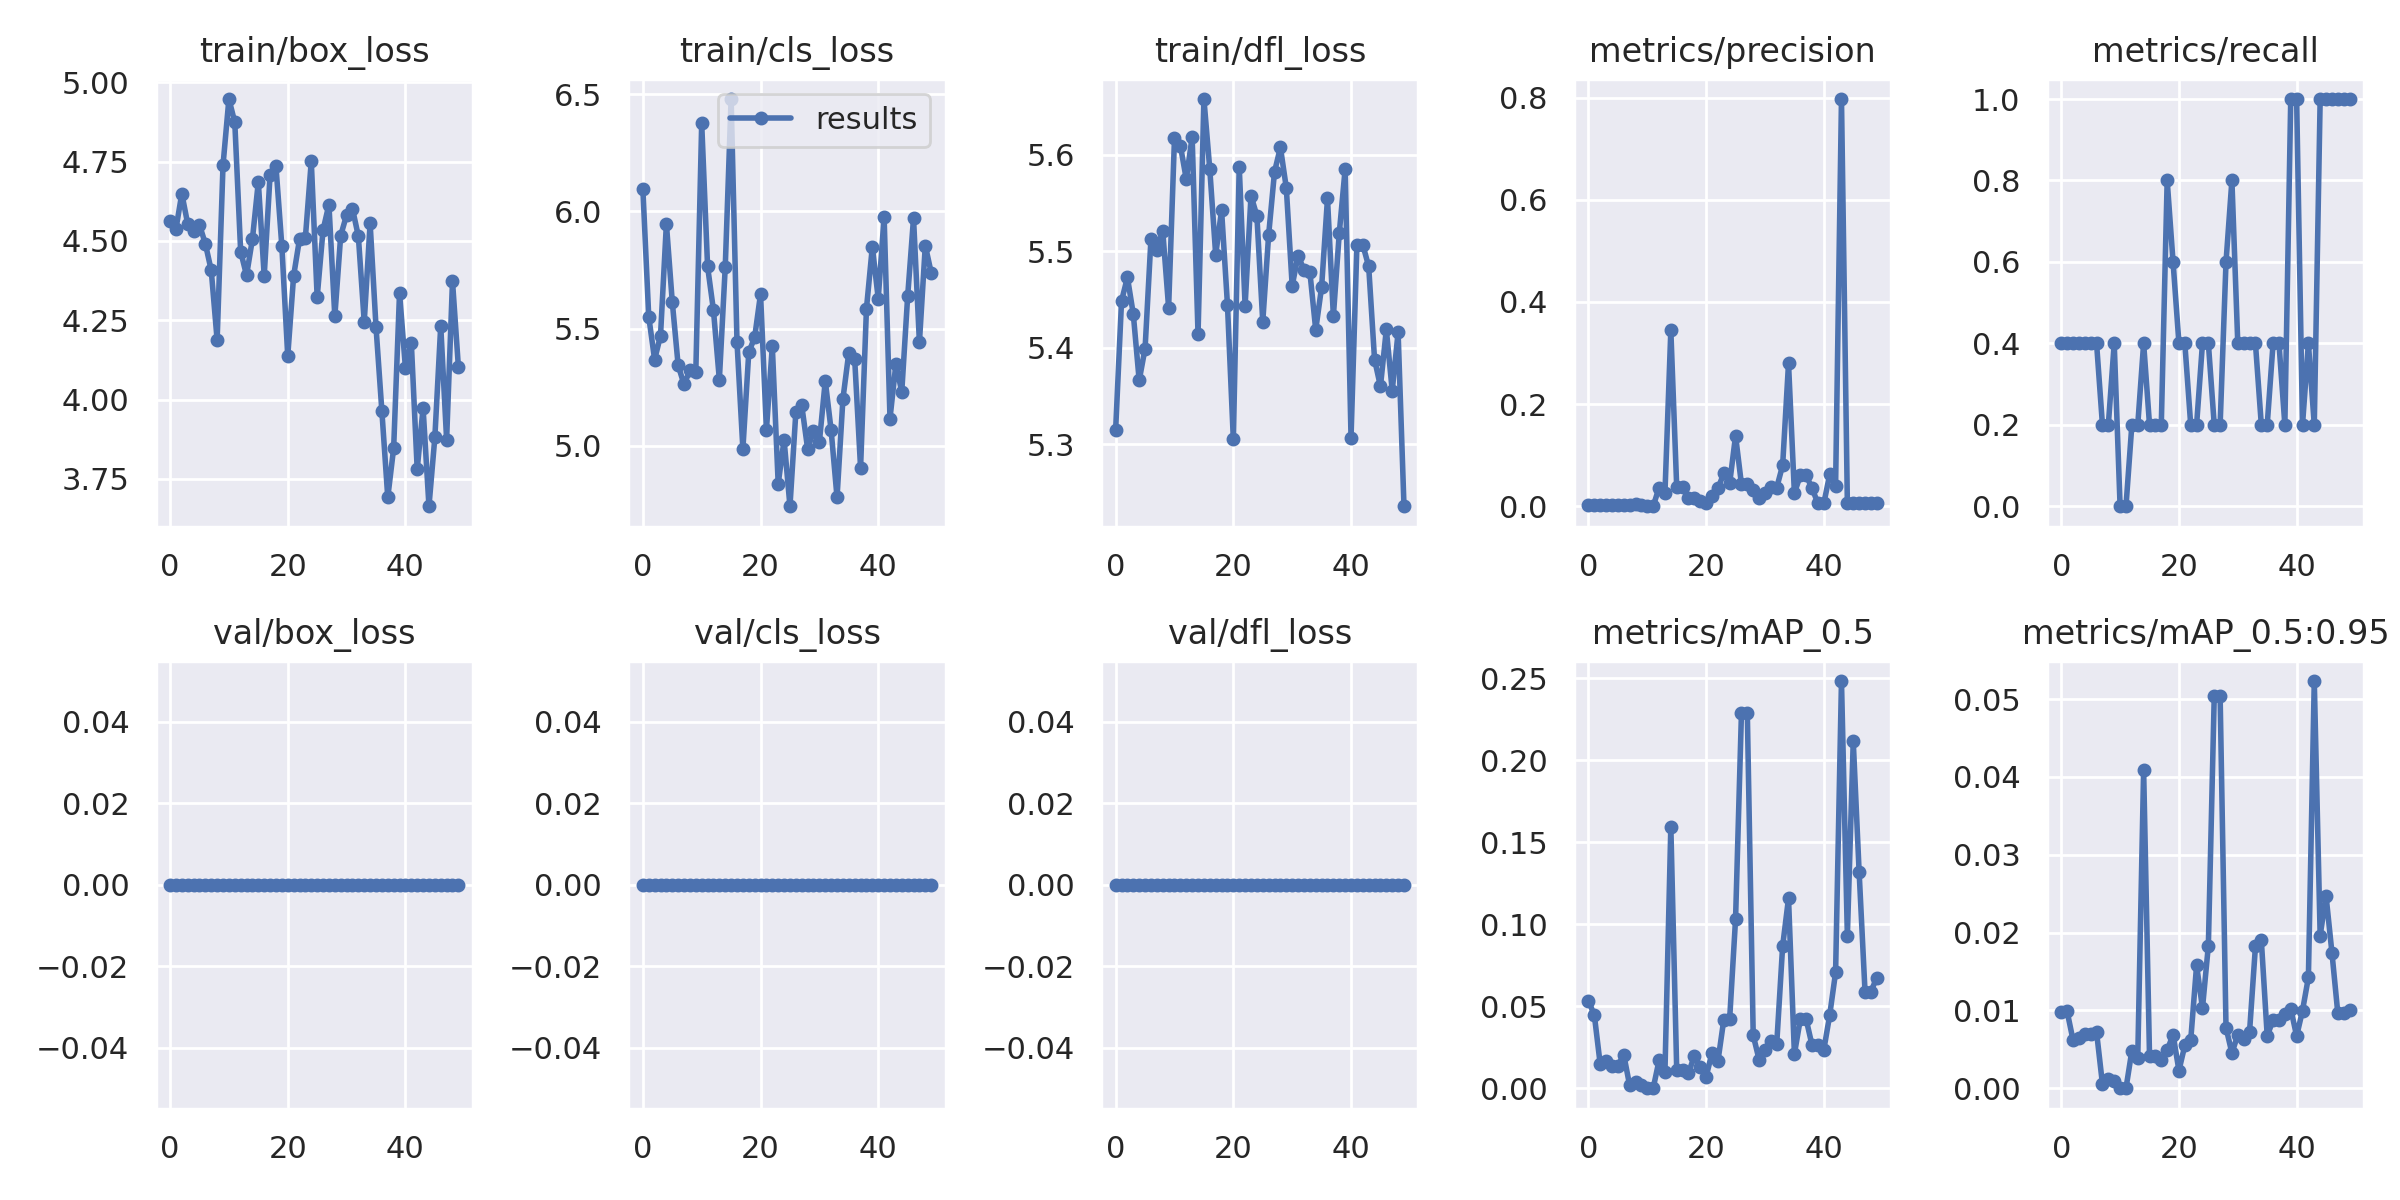 train/box_loss
train/cls_loss
train/dfl_loss
metrics/precision
metrics/recall
5.00
4.75
4.50
4.25
4.00
3.75
0 20 40
6.5
6.0
5.5
5.0
results
0 20 40
5.6
5.5
5.4
5.3
0 20 40
0.8
0.6
0.4
0.2
0.0
0 20 40
1.0
0.8
0.6
0.4
0.2
0.0
0 20 40
val/box_loss
val/cls_loss
val/dfl_loss
metrics/mAP_0.5
metrics/mAP_0.5:0.95
0.04
0.02
0.00
−0.02
−0.04
0 20 40
0.04
0.02
0.00
−0.02
−0.04
0 20 40
0.04
0.02
0.00
−0.02
−0.04
0 20 40
0.25
0.20
0.15
0.10
0.05
0.00
0 20 40
0.05
0.04
0.03
0.02
0.01
0.00
0 20 40